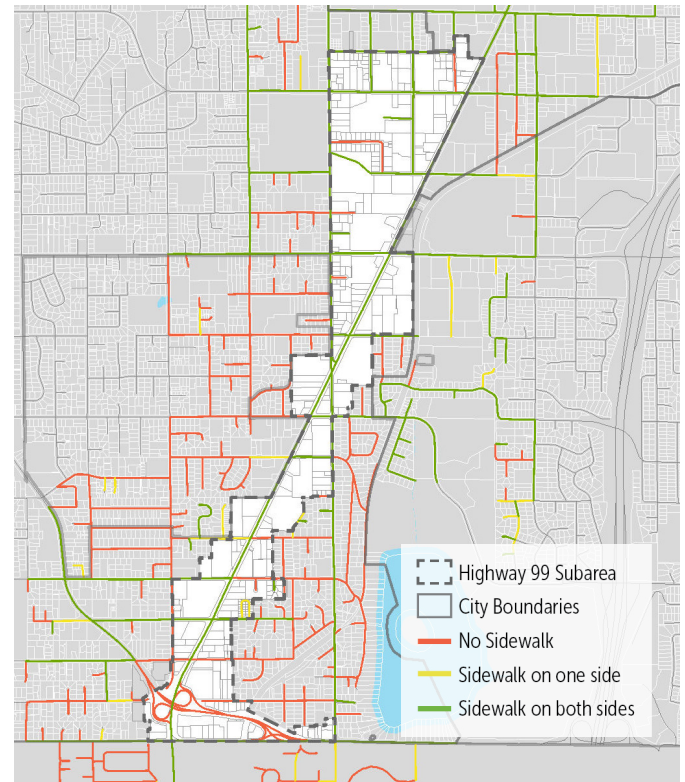 Highway 99 Subarea
City Boundaries
No Sidewalk
Sidewalk on one side
Sidewalk on both sides